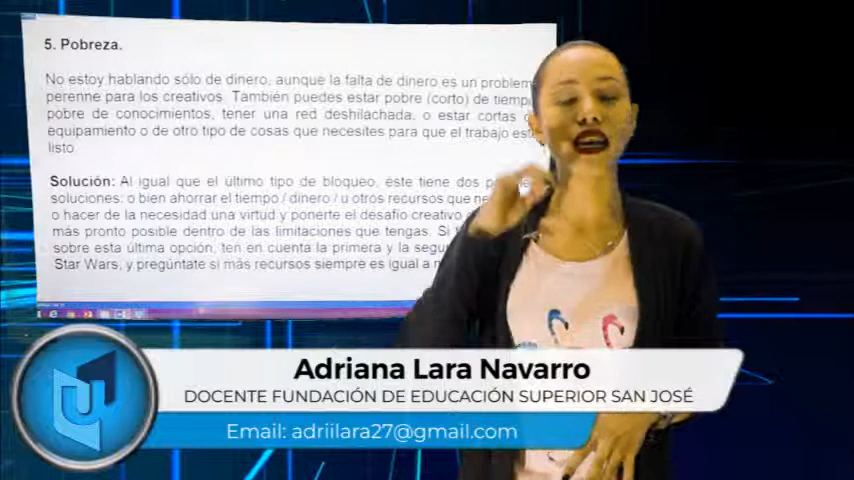 5. Pobreza.
No estoy hablando sólo de dinero, aunque la falta de dinero es un
perenne para los creativos. También puedes estar pobre (corto) de
pobre de conocimientos, tener una red deshilachada, o estar cortas
equipamiento o de otro tipo de cosas que necesites para que el trabajo
listo
Solución: Al igual que el último tipo de bloqueo, éste tiene dos
soluciones: o bien ahorrar el tiempo / dinero / u otros recursos que
o hacer de la necesidad una virtud y ponerte el desafío creativo
más pronto posible dentro de las limitaciones que tengas. Si
sobre esta última opción, ten en cuenta la primera y la
Star Wars, y pregúntate si más recursos siempre es igual a
Adriana Lara Navarro
DOCENTE FUNDACIÓN DE EDUCACIÓN SUPERIOR SAN JOSÉ
Email: adriilara27@gmail.com